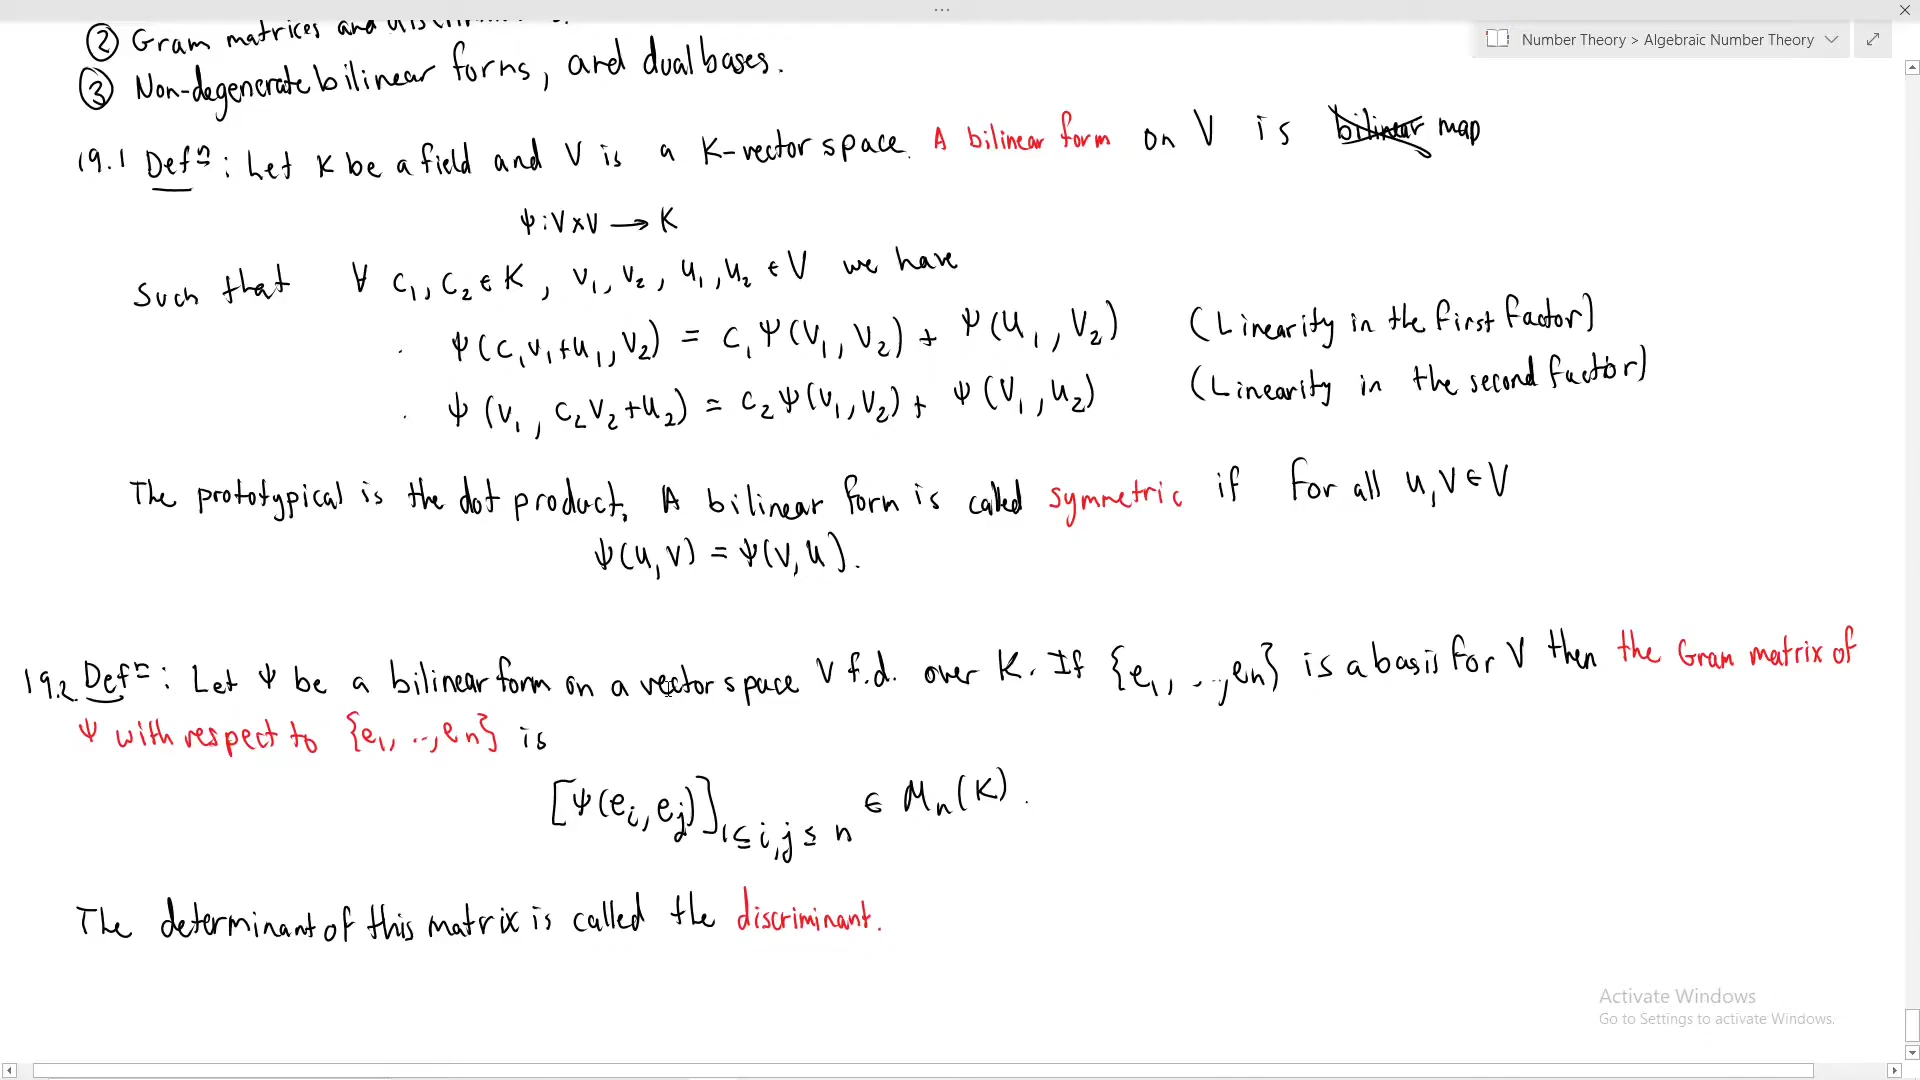 ...
Number Theory > Algebraic Number Theory
② Gram matrices and discriminants.
③ Non-degenerate bilinear forms, and dual bases.
19.1 Defⁿ: Let K be a field and V is a K-vector space. A bilinear form on V is map
ψ: V×V → K
Such that ∀ c₁, c₂ ∈ K, v₁, v₂, u₁, u₂ ∈ V we have
· ψ(c₁v₁+u₁, v₂) = c₁ψ(v₁, v₂) + ψ(u₁, v₂) (Linearity in the first factor)
· ψ(v₁, c₂v₂+u₂) = c₂ψ(v₁, v₂) + ψ(v₁, u₂) (Linearity in the second factor)
The prototypical is the dot product. A bilinear form is called symmetric if for all u, v ∈ V
ψ(u, v) = ψ(v, u).
19.2 Defⁿ: Let ψ be a bilinear form on a vector space V f.d. over K. If {e₁, ..., eₙ} is a basis for V then the Gram matrix of
ψ with respect to {e₁, ..., eₙ} is
[ψ(eᵢ, eⱼ)]₁≤i,j≤n ∈ Mₙ(K).
The determinant of this matrix is called the discriminant.
Activate Windows
Go to Settings to activate Windows.